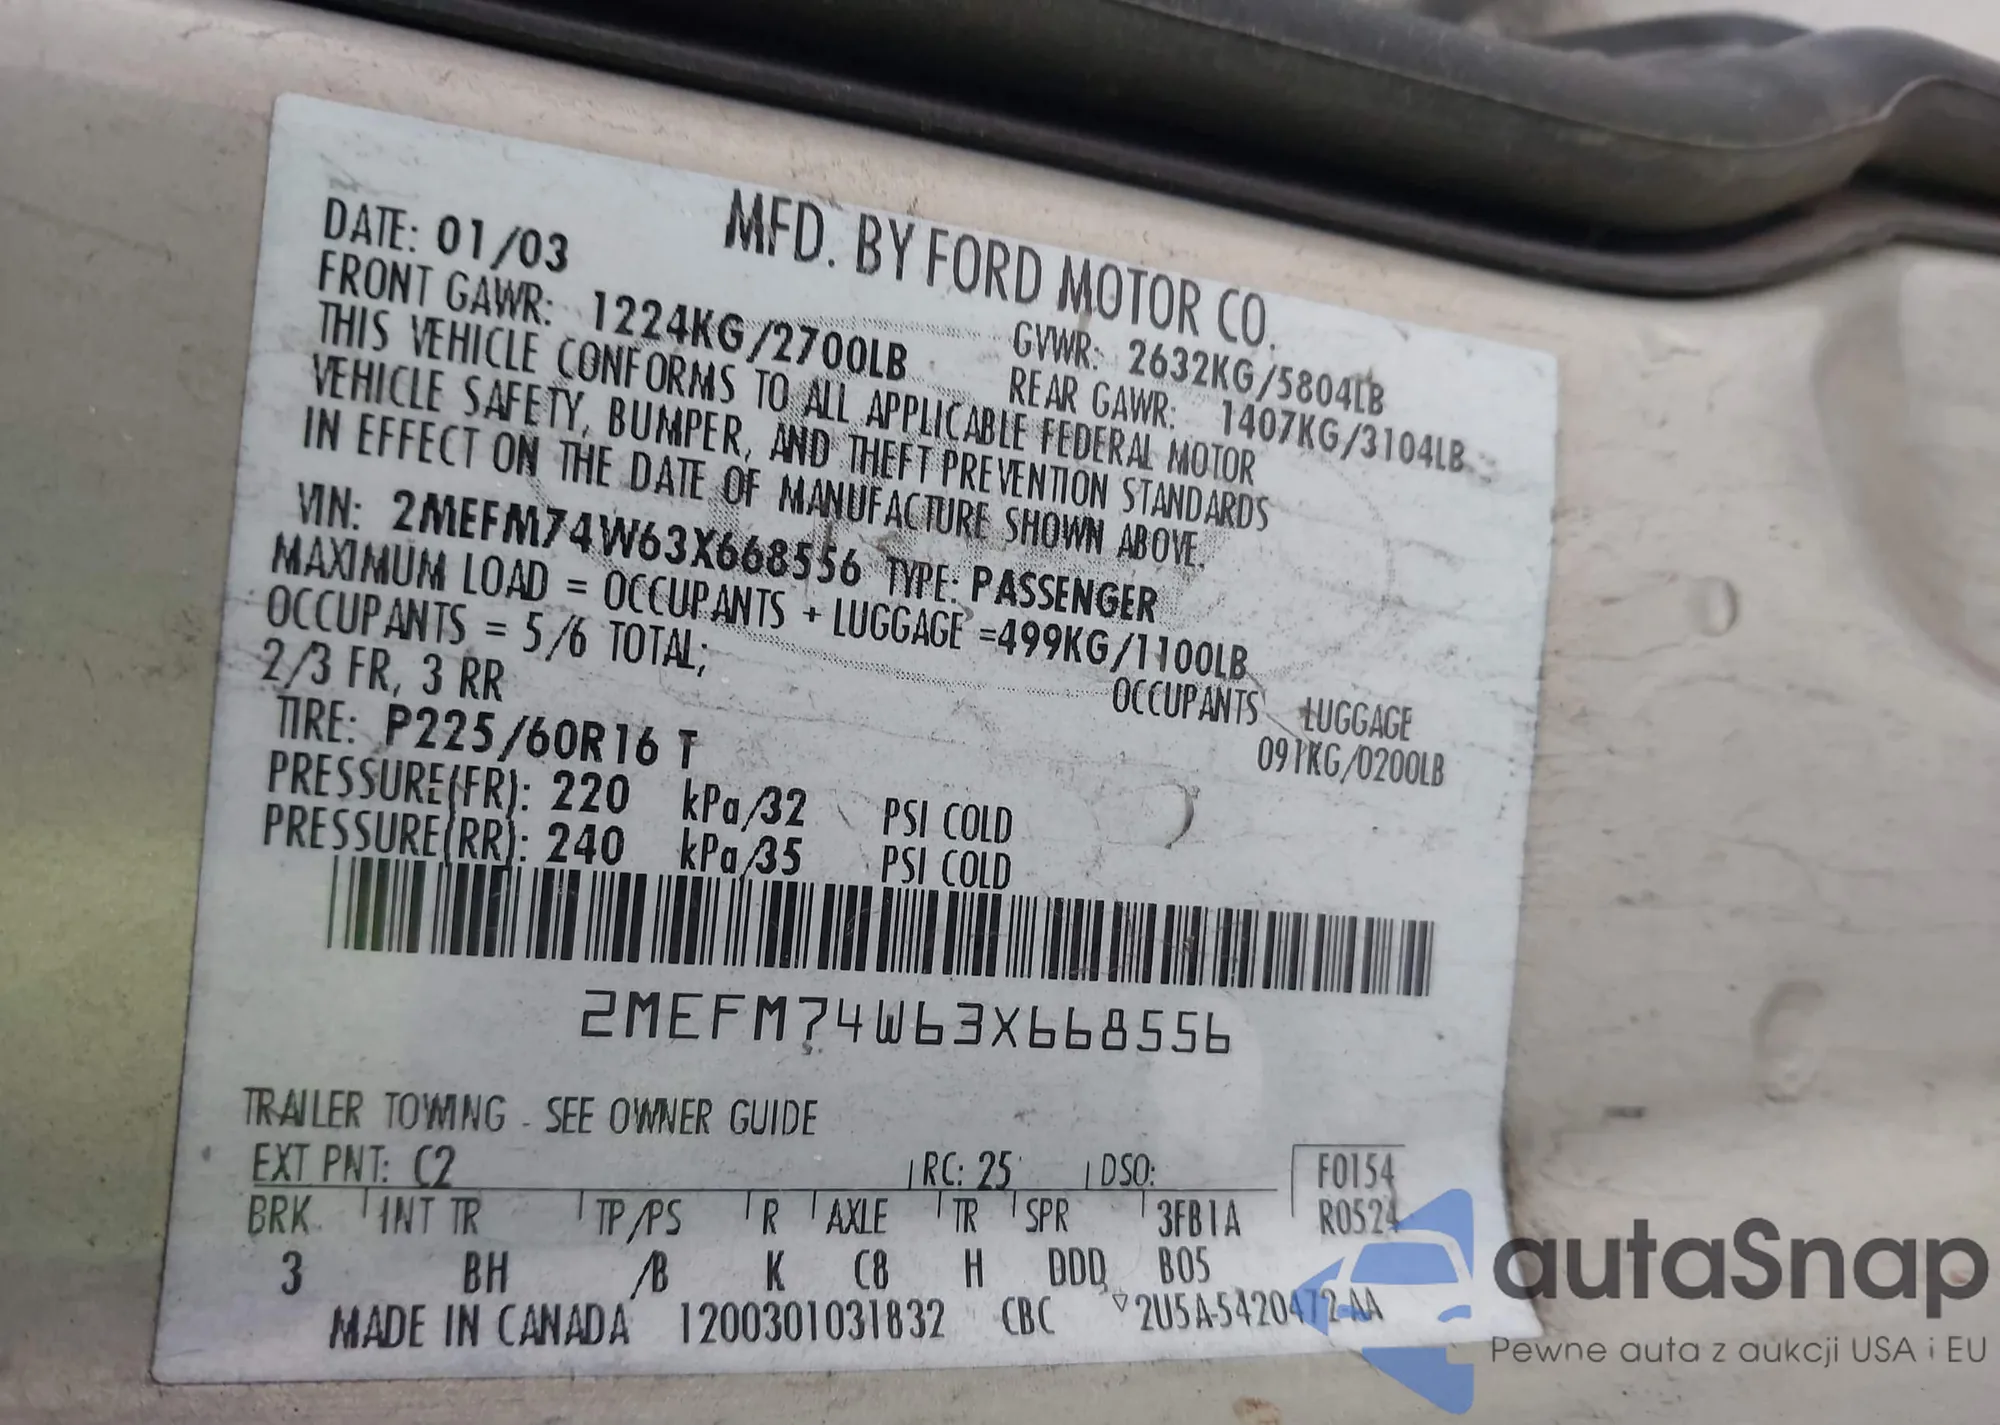 MFD. BY FORD MOTOR CO.
DATE: 01/03
GVWR: 2632KG/5804LB
FRONT GAWR: 1224KG/2700LB
REAR GAWR: 1407KG/3104LB
THIS VEHICLE CONFORMS TO ALL APPLICABLE FEDERAL MOTOR
VEHICLE SAFETY, BUMPER, AND THEFT PREVENTION STANDARDS
IN EFFECT ON THE DATE OF MANUFACTURE SHOWN ABOVE.
VIN: 2MEFM74W63X668556 TYPE: PASSENGER
MAXIMUM LOAD = OCCUPANTS + LUGGAGE =499KG/1100LB
OCCUPANTS = 5/6 TOTAL; OCCUPANTS LUGGAGE
2/3 FR, 3 RR 091KG/0200LB
TIRE: P225/60R16 T
PRESSURE(FR): 220 kPa/32 PSI COLD
PRESSURE(RR): 240 kPa/35 PSI COLD
2MEFM74W63X668556
TRAILER TOWING - SEE OWNER GUIDE
EXT PNT: C2 RC: 25 DSO: F0154
BRK INT TR TP/PS R AXLE TR SPR 3FB1A R0524
3 BH /B K C8 H DDD B05
MADE IN CANADA 1200301031832 CBC ▽2U5A-5420472-AA
autaSnap
Pewne auta z aukcji USA i EU